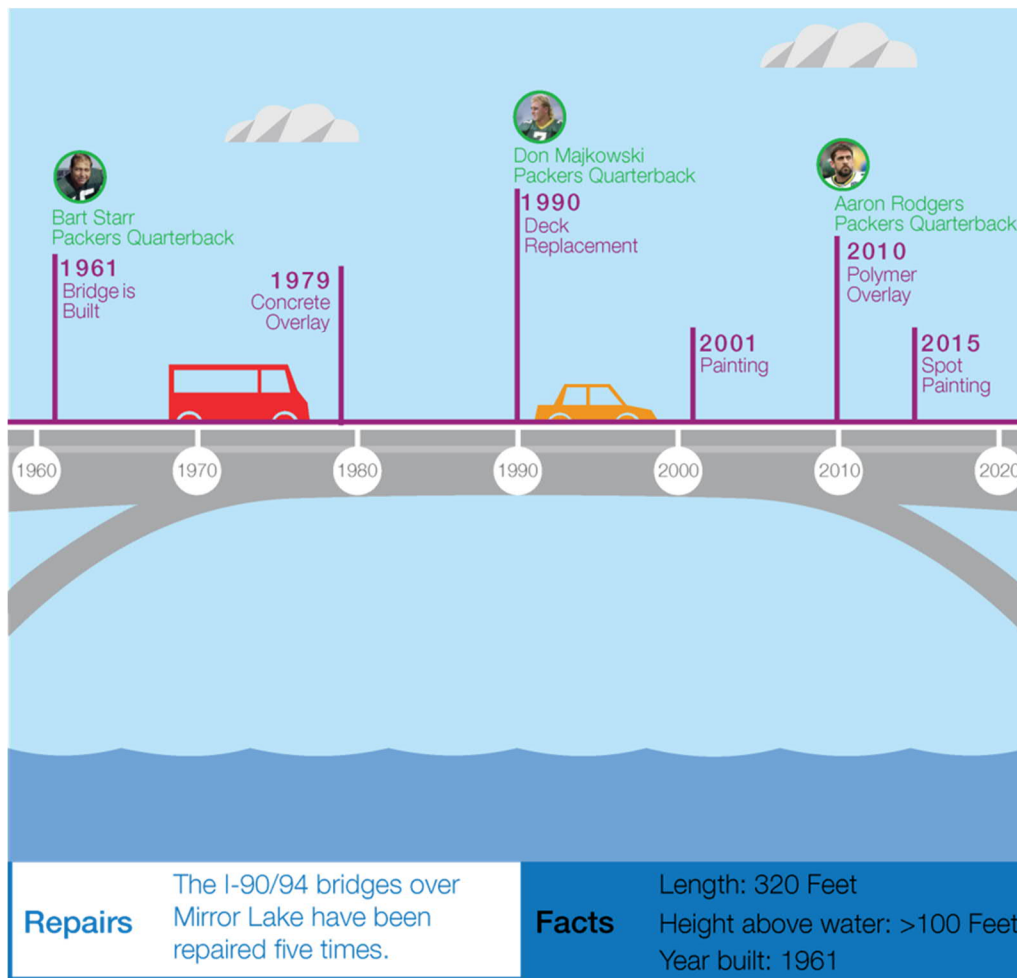 Don Majkowski
Packers Quarterback
Bart Starr
Packers Quarterback
Aaron Rodgers
Packers Quarterback
1961
Bridge is
Built
1979
Concrete
Overlay
1990
Deck
Replacement
2001
Painting
2010
Polymer
Overlay
2015
Spot
Painting
1960
1970
1980
1990
2000
2010
2020
Repairs
The I-90/94 bridges over
Mirror Lake have been
repaired five times.
Facts
Length: 320 Feet
Height above water: >100 Feet
Year built: 1961